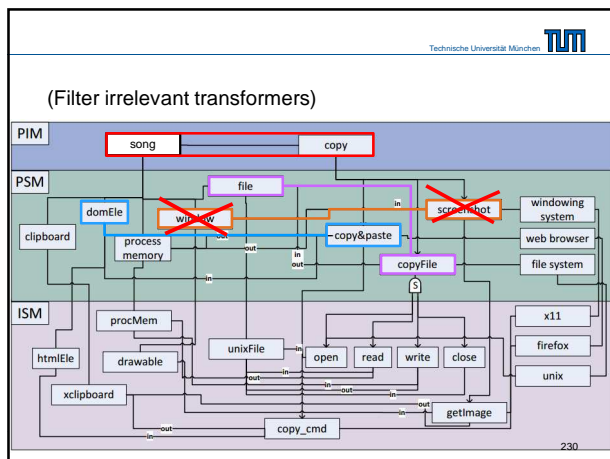 Technische Universität München TUM
(Filter irrelevant transformers)
PIM
song
copy
PSM
file
domEle
window
screenshot
windowing
system
in
clipboard
process
memory
out
copy&paste
web browser
out
in
out
in
copyFile
file system
S
ISM
procMem
x11
htmlEle
drawable
unixFile
in
open
read
write
close
firefox
unix
in
out
out
in
xclipboard
getImage
out
out
in
copy_cmd
in
230